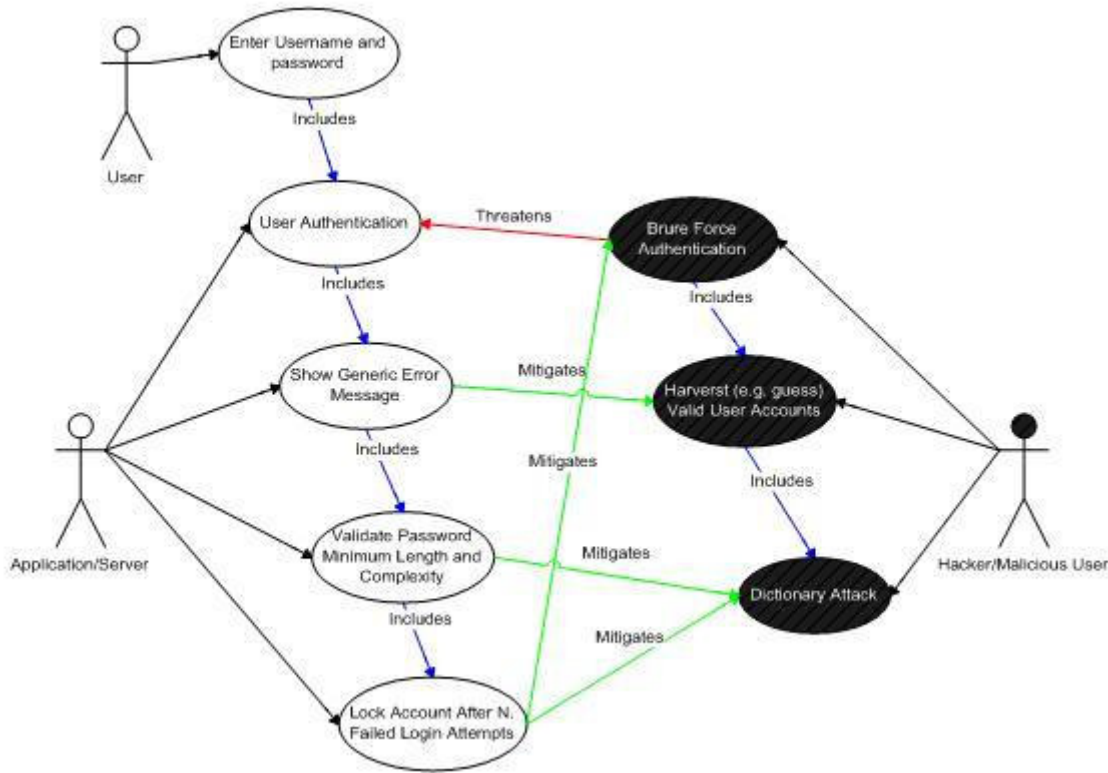 Enter Username and
password
Includes
User
User Authentication
Threatens
Brure Force
Authentication
Includes
Includes
Show Generic Error
Message
Mitigates
Harverst (e.g. guess)
Valid User Accounts
Includes
Mitigates
Includes
Application/Server
Validate Password
Minimum Length and
Complexity
Mitigates
Hacker/Malicious User
Dictionary Attack
Includes
Mitigates
Lock Account After N.
Failed Login Attempts